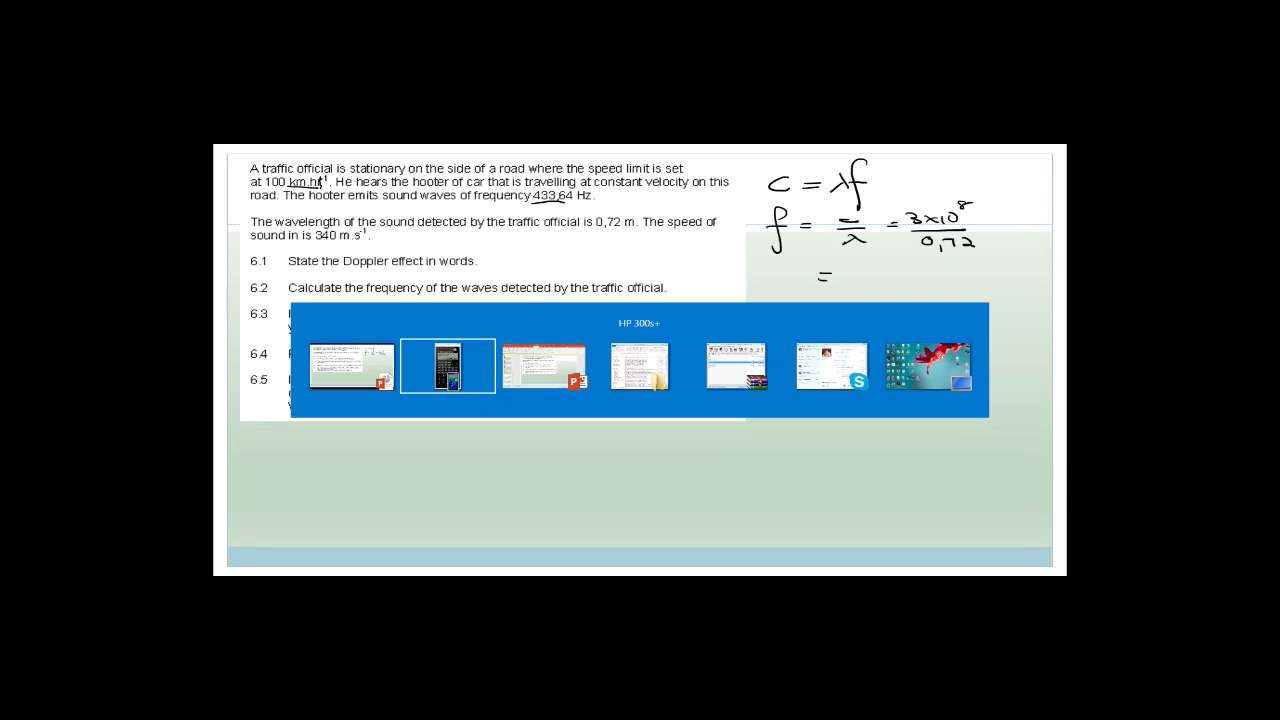 A traffic official is stationary on the side of a road where the speed limit is set
at 100 km.hr⁻¹. He hears the hooter of car that is travelling at constant velocity on this
road. The hooter emits sound waves of frequency 433,64 Hz.
The wavelength of the sound detected by the traffic official is 0,72 m. The speed of
sound in is 340 m.s⁻¹.
6.1 State the Doppler effect in words.
6.2 Calculate the frequency of the waves detected by the traffic official.
6.3
6.4
6.5
c = λf
f = c/λ = 3×10⁸/0,72
=
HP 300s+